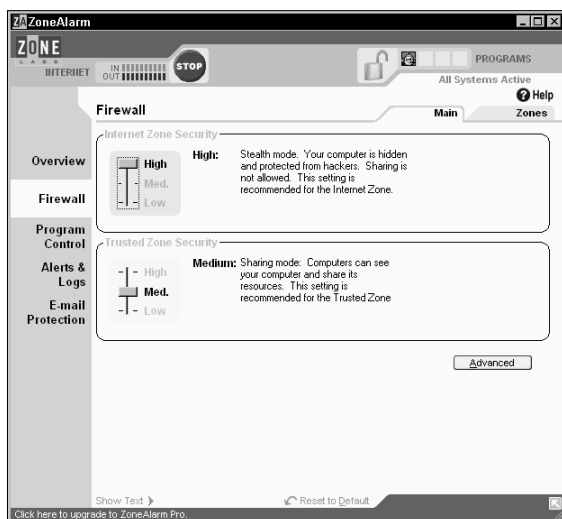 ZA ZoneAlarm
ZONE
LABS
INTERNET
IN
OUT
STOP
PROGRAMS
All Systems Active
Help
Firewall
Main
Zones
Overview
Firewall
Program
Control
Alerts &
Logs
E-mail
Protection
Internet Zone Security
High
Med.
Low
High: Stealth mode. Your computer is hidden
and protected from hackers. Sharing is
not allowed. This setting is
recommended for the Internet Zone.
Trusted Zone Security
High
Med.
Low
Medium: Sharing mode: Computers can see
your computer and share its
resources. This setting is
recommended for the Trusted Zone
Advanced
Show Text
Reset to Default
Click here to upgrade to ZoneAlarm Pro.